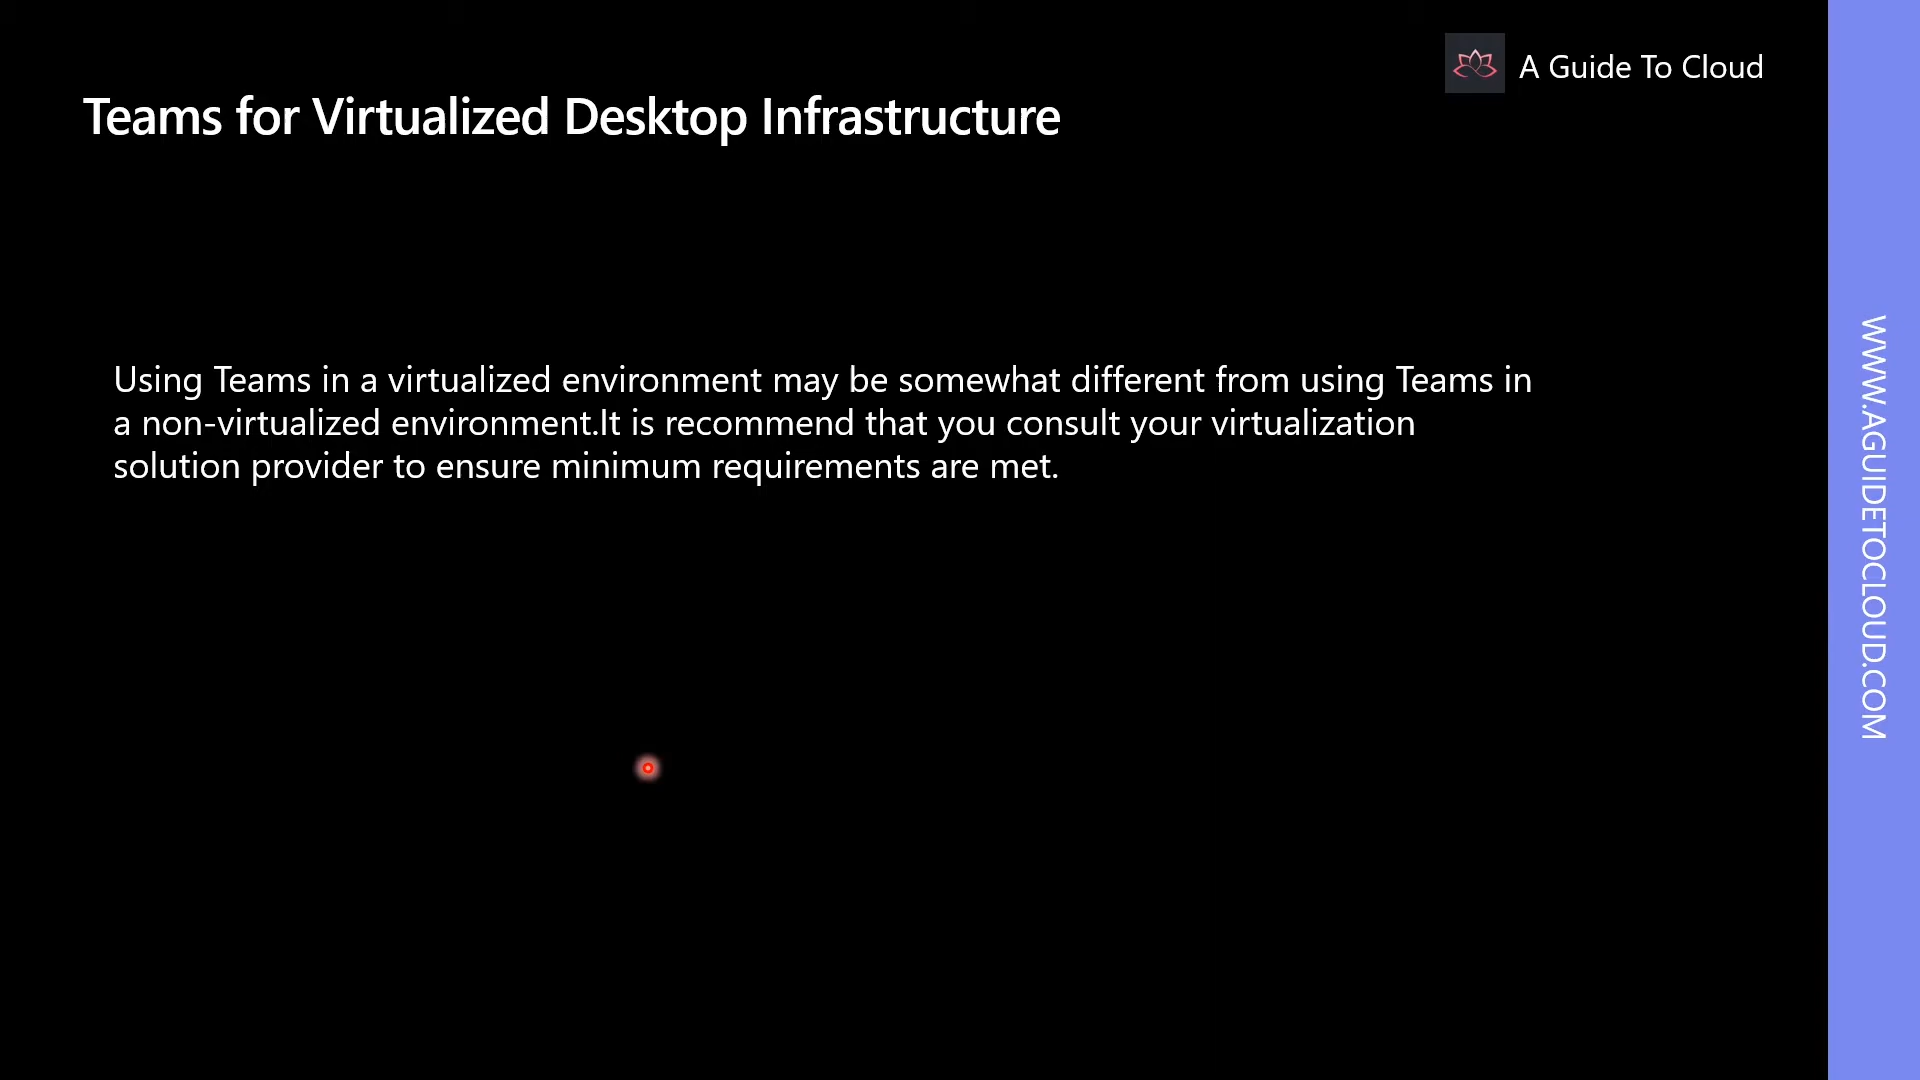 A Guide To Cloud
Teams for Virtualized Desktop Infrastructure
Using Teams in a virtualized environment may be somewhat different from using Teams in
a non-virtualized environment.It is recommend that you consult your virtualization
solution provider to ensure minimum requirements are met.
WWW.AGUIDETOCLOUD.COM